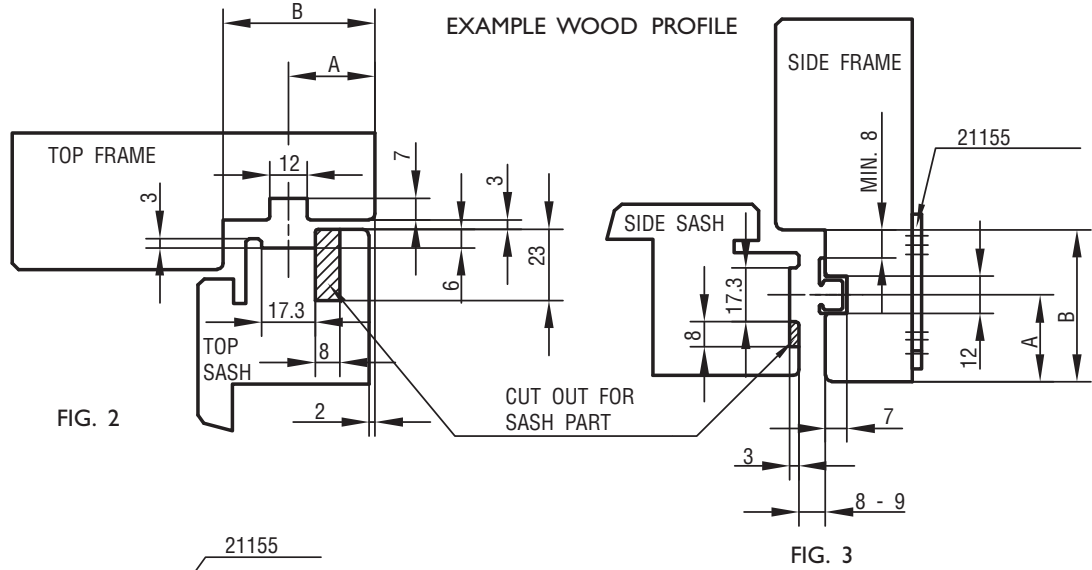 EXAMPLE WOOD PROFILE
B
A
TOP FRAME
12
7
3
3
23
6
17.3
TOP
SASH
8
2
FIG. 2
CUT OUT FOR
SASH PART
SIDE FRAME
MIN. 8
21155
SIDE SASH
17.3
8
B
A
12
7
3
8 - 9
FIG. 3
21155